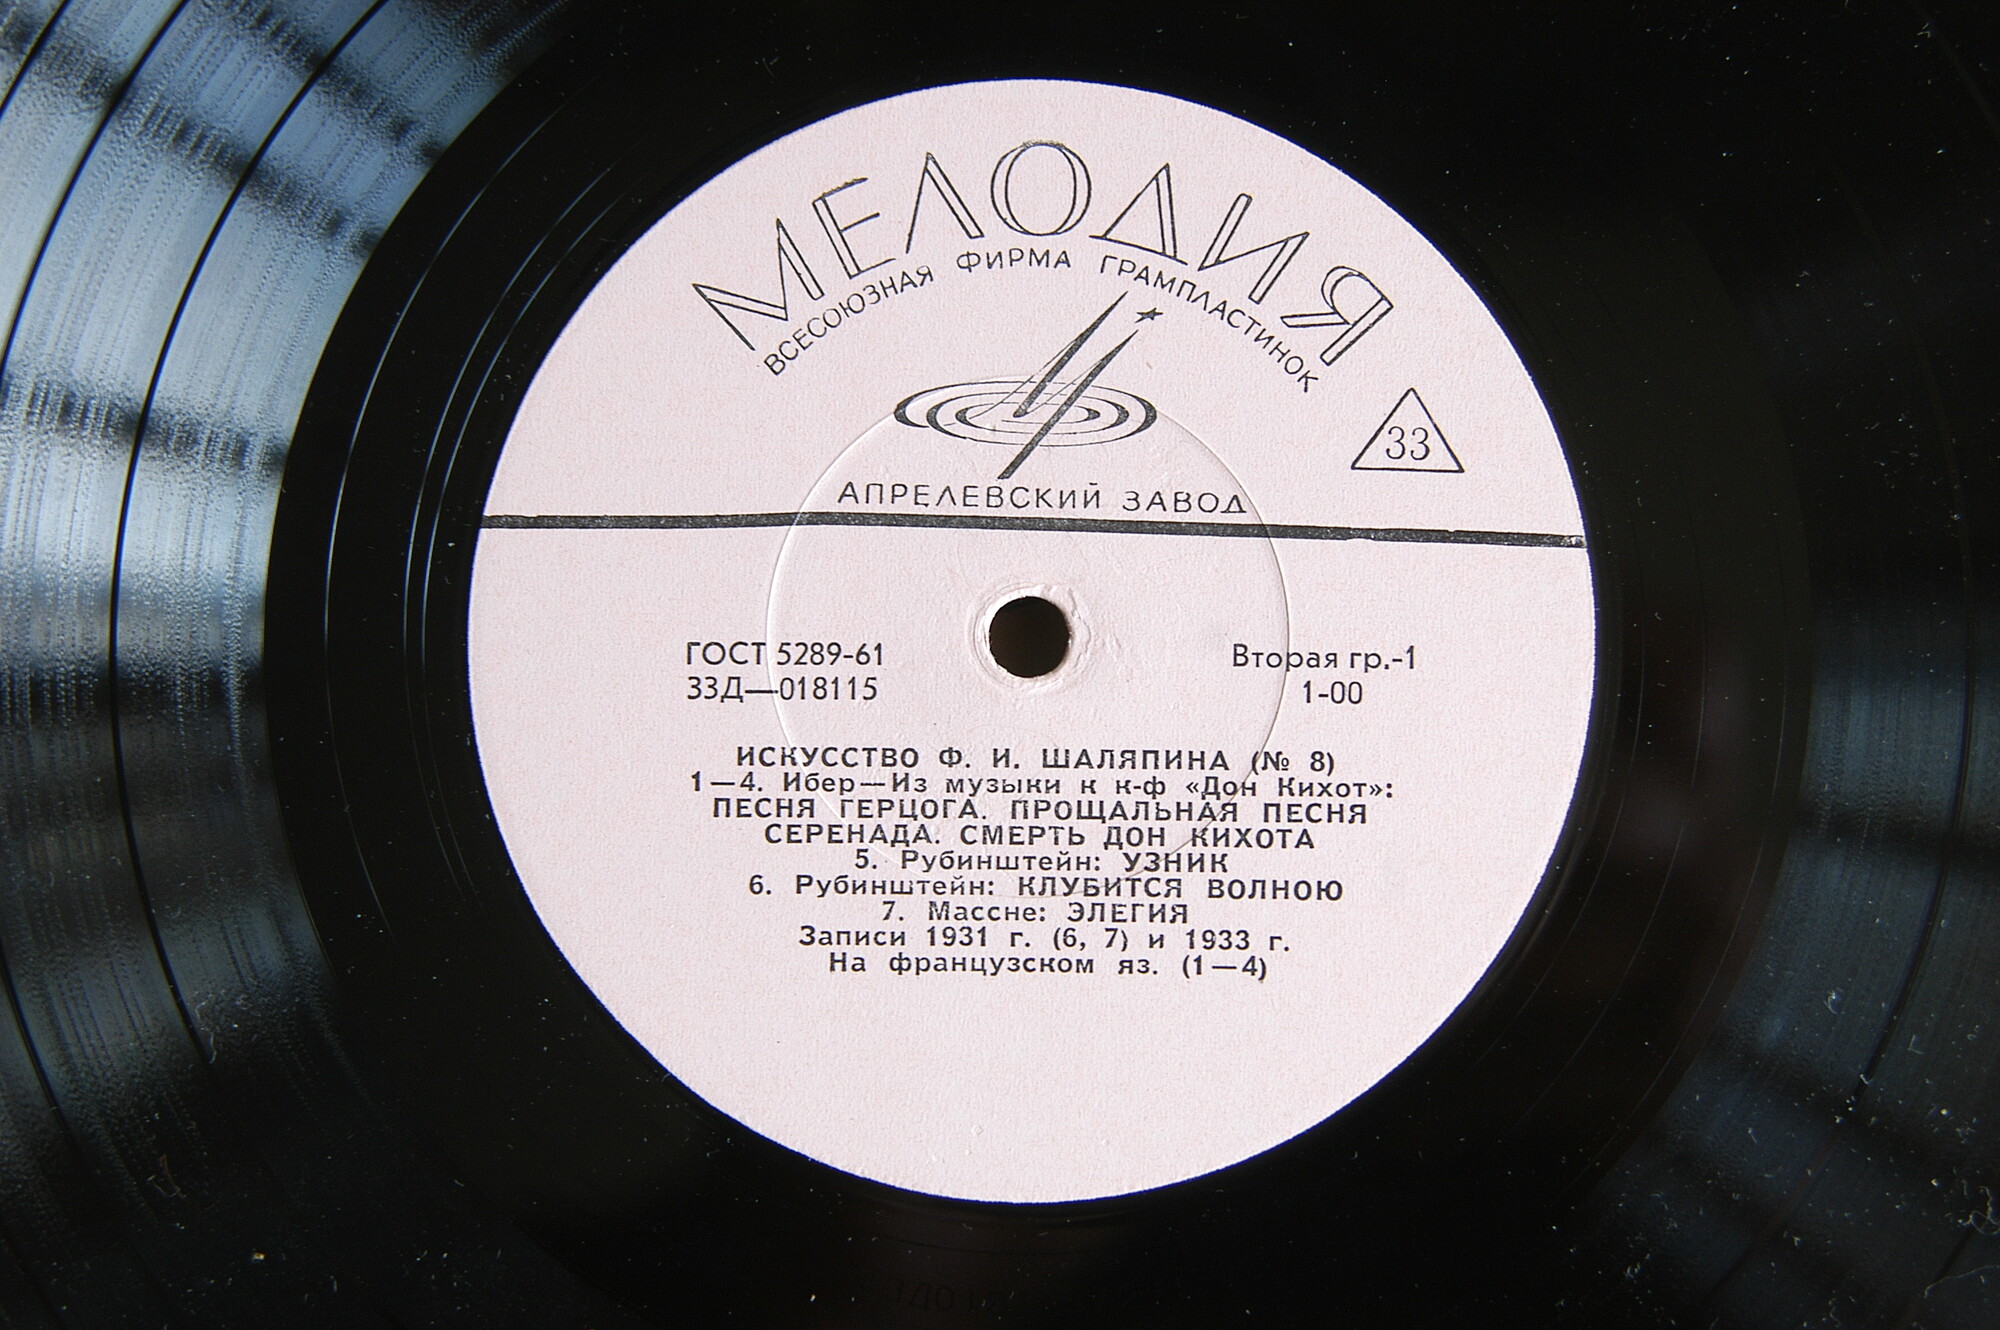 МЕЛОДИЯ
ВСЕСОЮЗНАЯ ФИРМА ГРАМПЛАСТИНОК
33
АПРЕЛЕВСКИЙ ЗАВОД
ГОСТ 5289-61
33Д—018115
Вторая гр.-1
1-00
ИСКУССТВО Ф. И. ШАЛЯПИНА (№ 8)
1—4. Ибер—Из музыки к к-ф «Дон Кихот»:
ПЕСНЯ ГЕРЦОГА. ПРОЩАЛЬНАЯ ПЕСНЯ
СЕРЕНАДА. СМЕРТЬ ДОН КИХОТА
5. Рубинштейн: УЗНИК
6. Рубинштейн: КЛУБИТСЯ ВОЛНОЮ
7. Массне: ЭЛЕГИЯ
Записи 1931 г. (6, 7) и 1933 г.
На французском яз. (1—4)